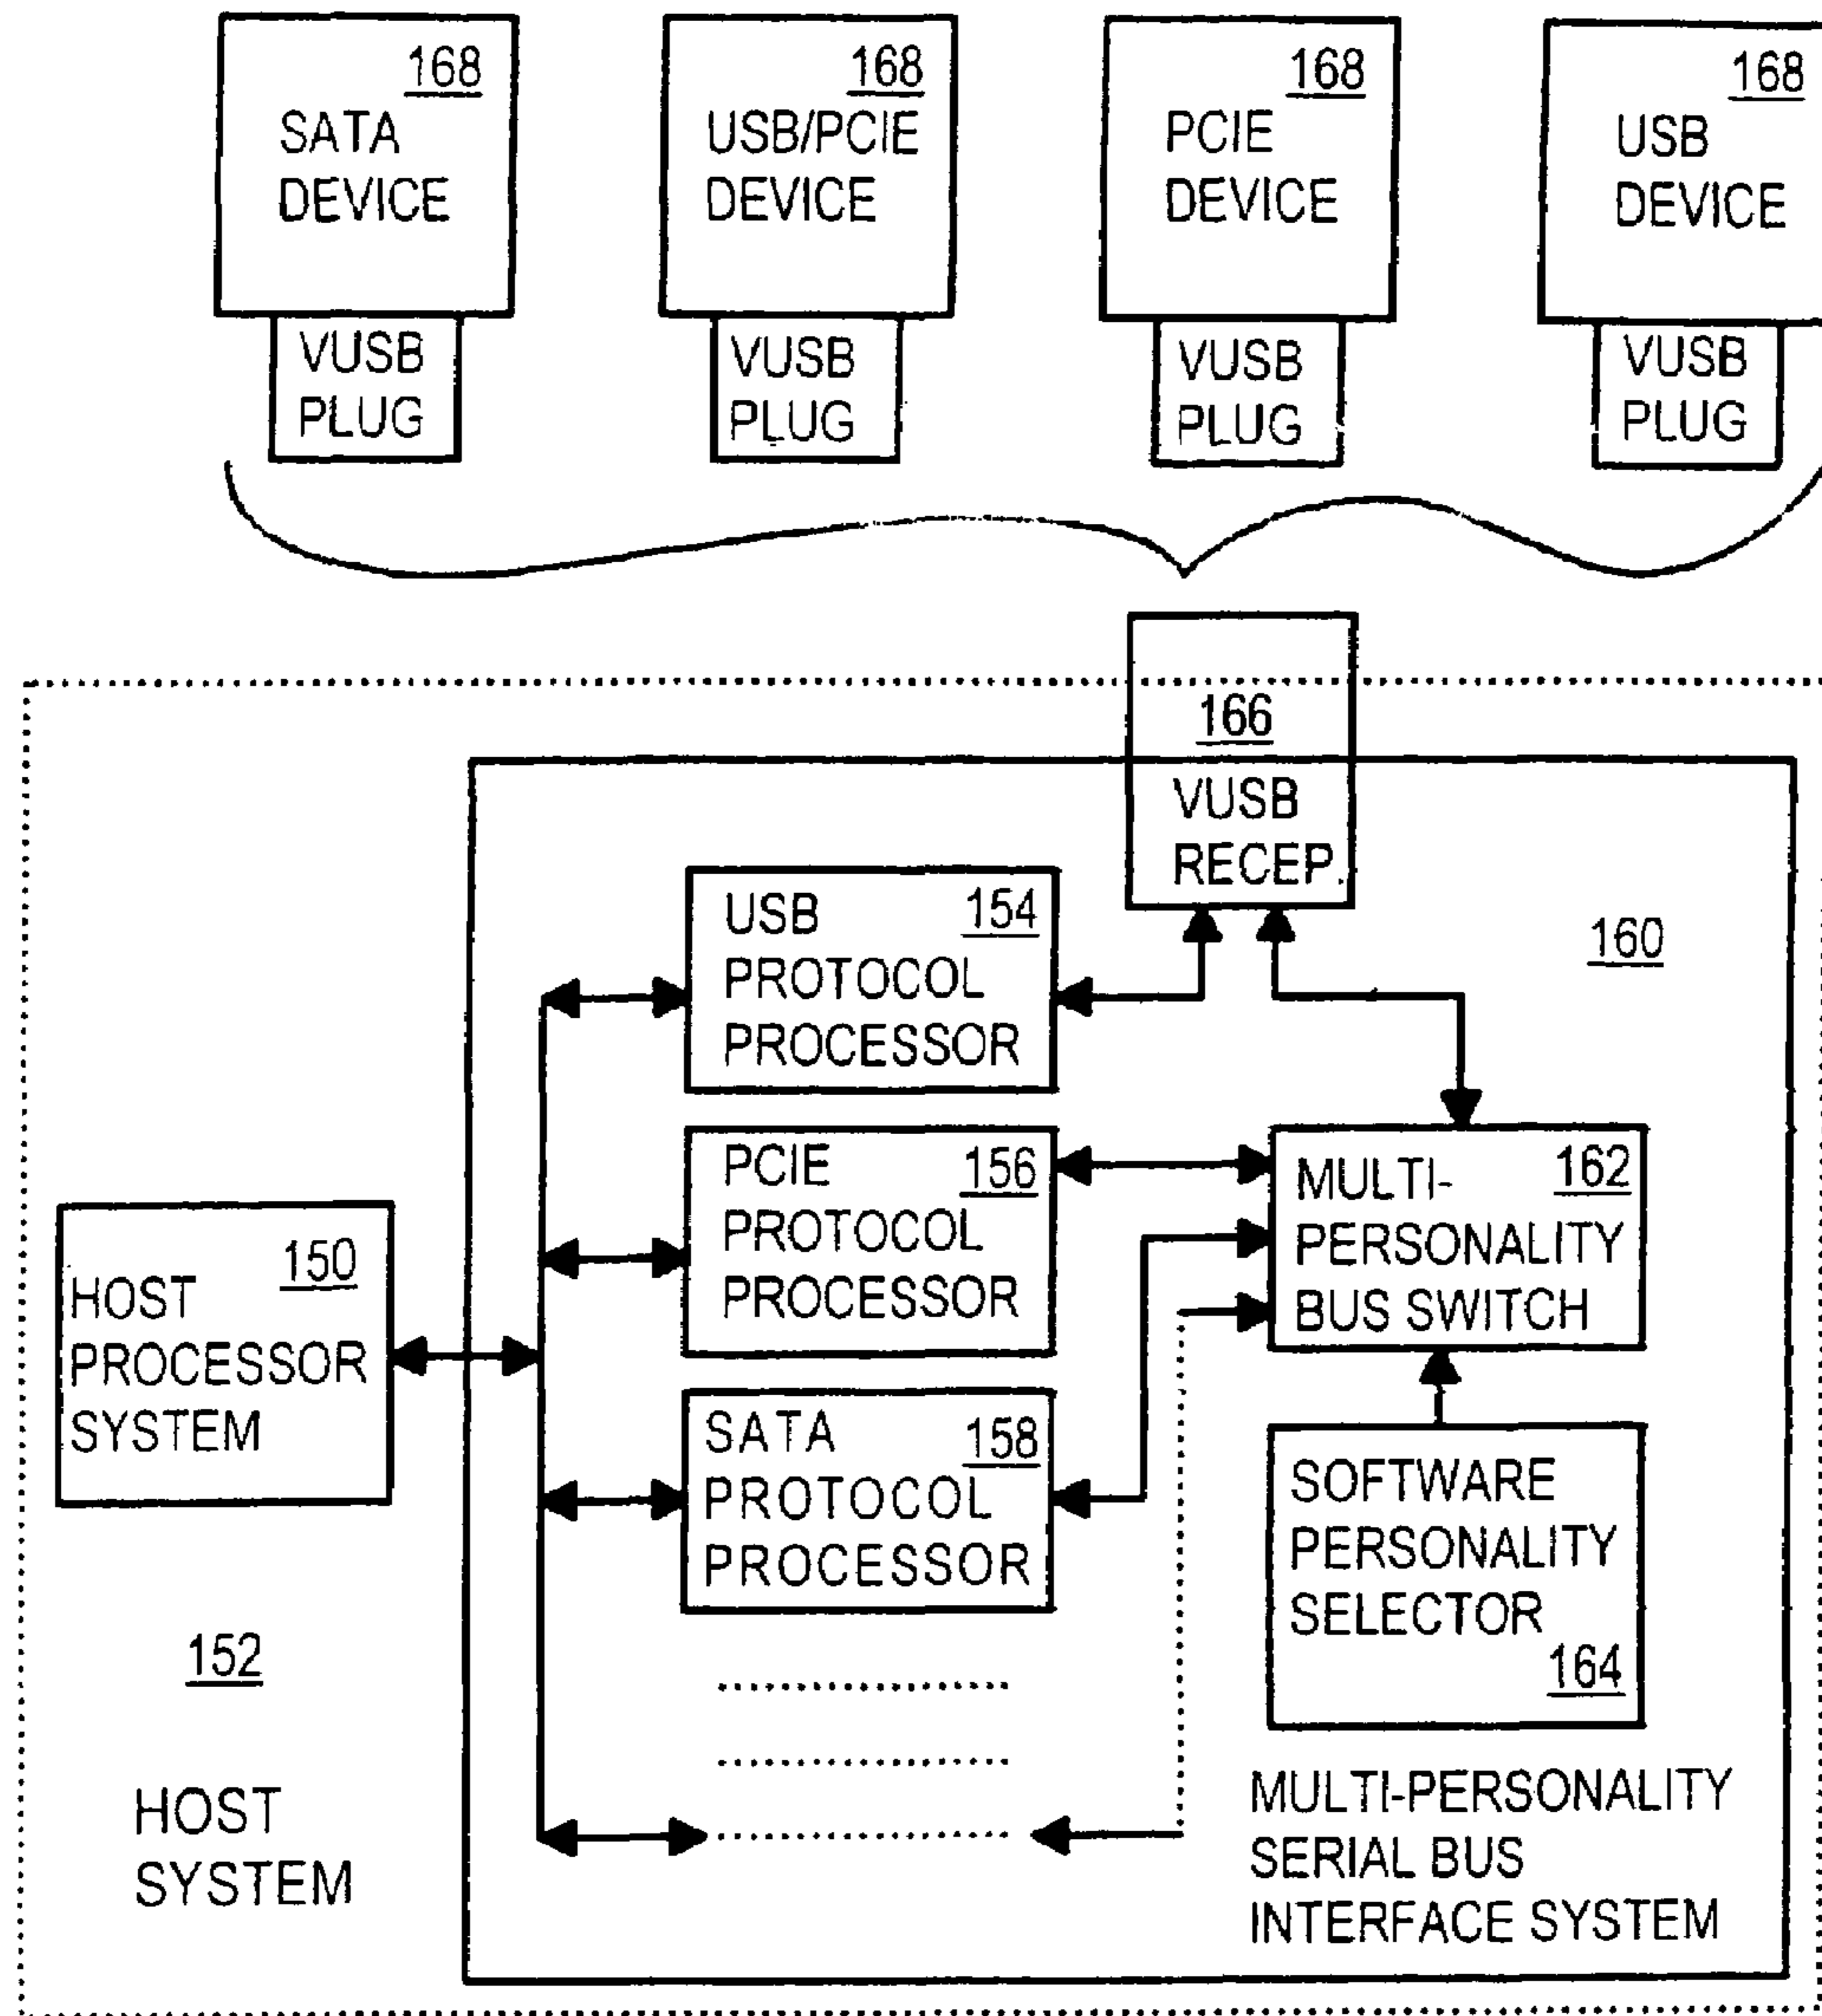 168
SATA
DEVICE
VUSB
PLUG
168
USB/PCIE
DEVICE
VUSB
PLUG
168
PCIE
DEVICE
VUSB
PLUG
168
USB
DEVICE
VUSB
PLUG
166
VUSB
RECEP.
160
USB 154
PROTOCOL
PROCESSOR
PCIE 156
PROTOCOL
PROCESSOR
SATA 158
PROTOCOL
PROCESSOR
MULTI- 162
PERSONALITY
BUS SWITCH
SOFTWARE
PERSONALITY
SELECTOR
164
150
HOST
PROCESSOR
SYSTEM
152
HOST
SYSTEM
MULTI-PERSONALITY
SERIAL BUS
INTERFACE SYSTEM